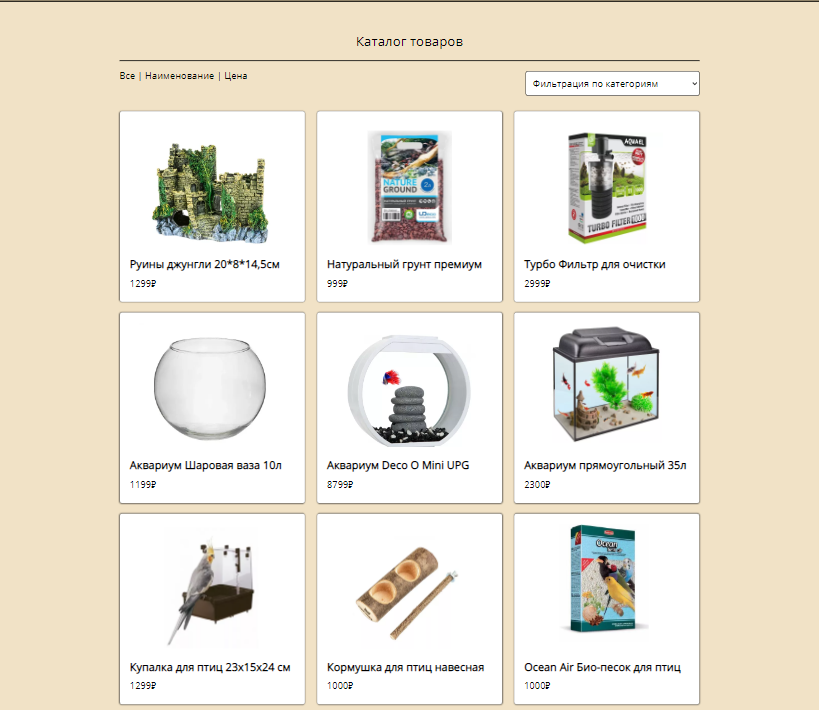 Каталог товаров
Все | Наименование | Цена
Фильтрация по категориям
AQUAEL
NATURE
GROUND
2л
TURBO FILTER 1000
Руины джунгли 20*8*14,5см
Натуральный грунт премиум
Турбо Фильтр для очистки
1299₽
999₽
2999₽
Аквариум Шаровая ваза 10л
Аквариум Deco O Mini UPG
Аквариум прямоугольный 35л
1199₽
8799₽
2300₽
Ocean
Купалка для птиц 23х15х24 см
Кормушка для птиц навесная
Ocean Air Био-песок для птиц
1299₽
1000₽
1000₽